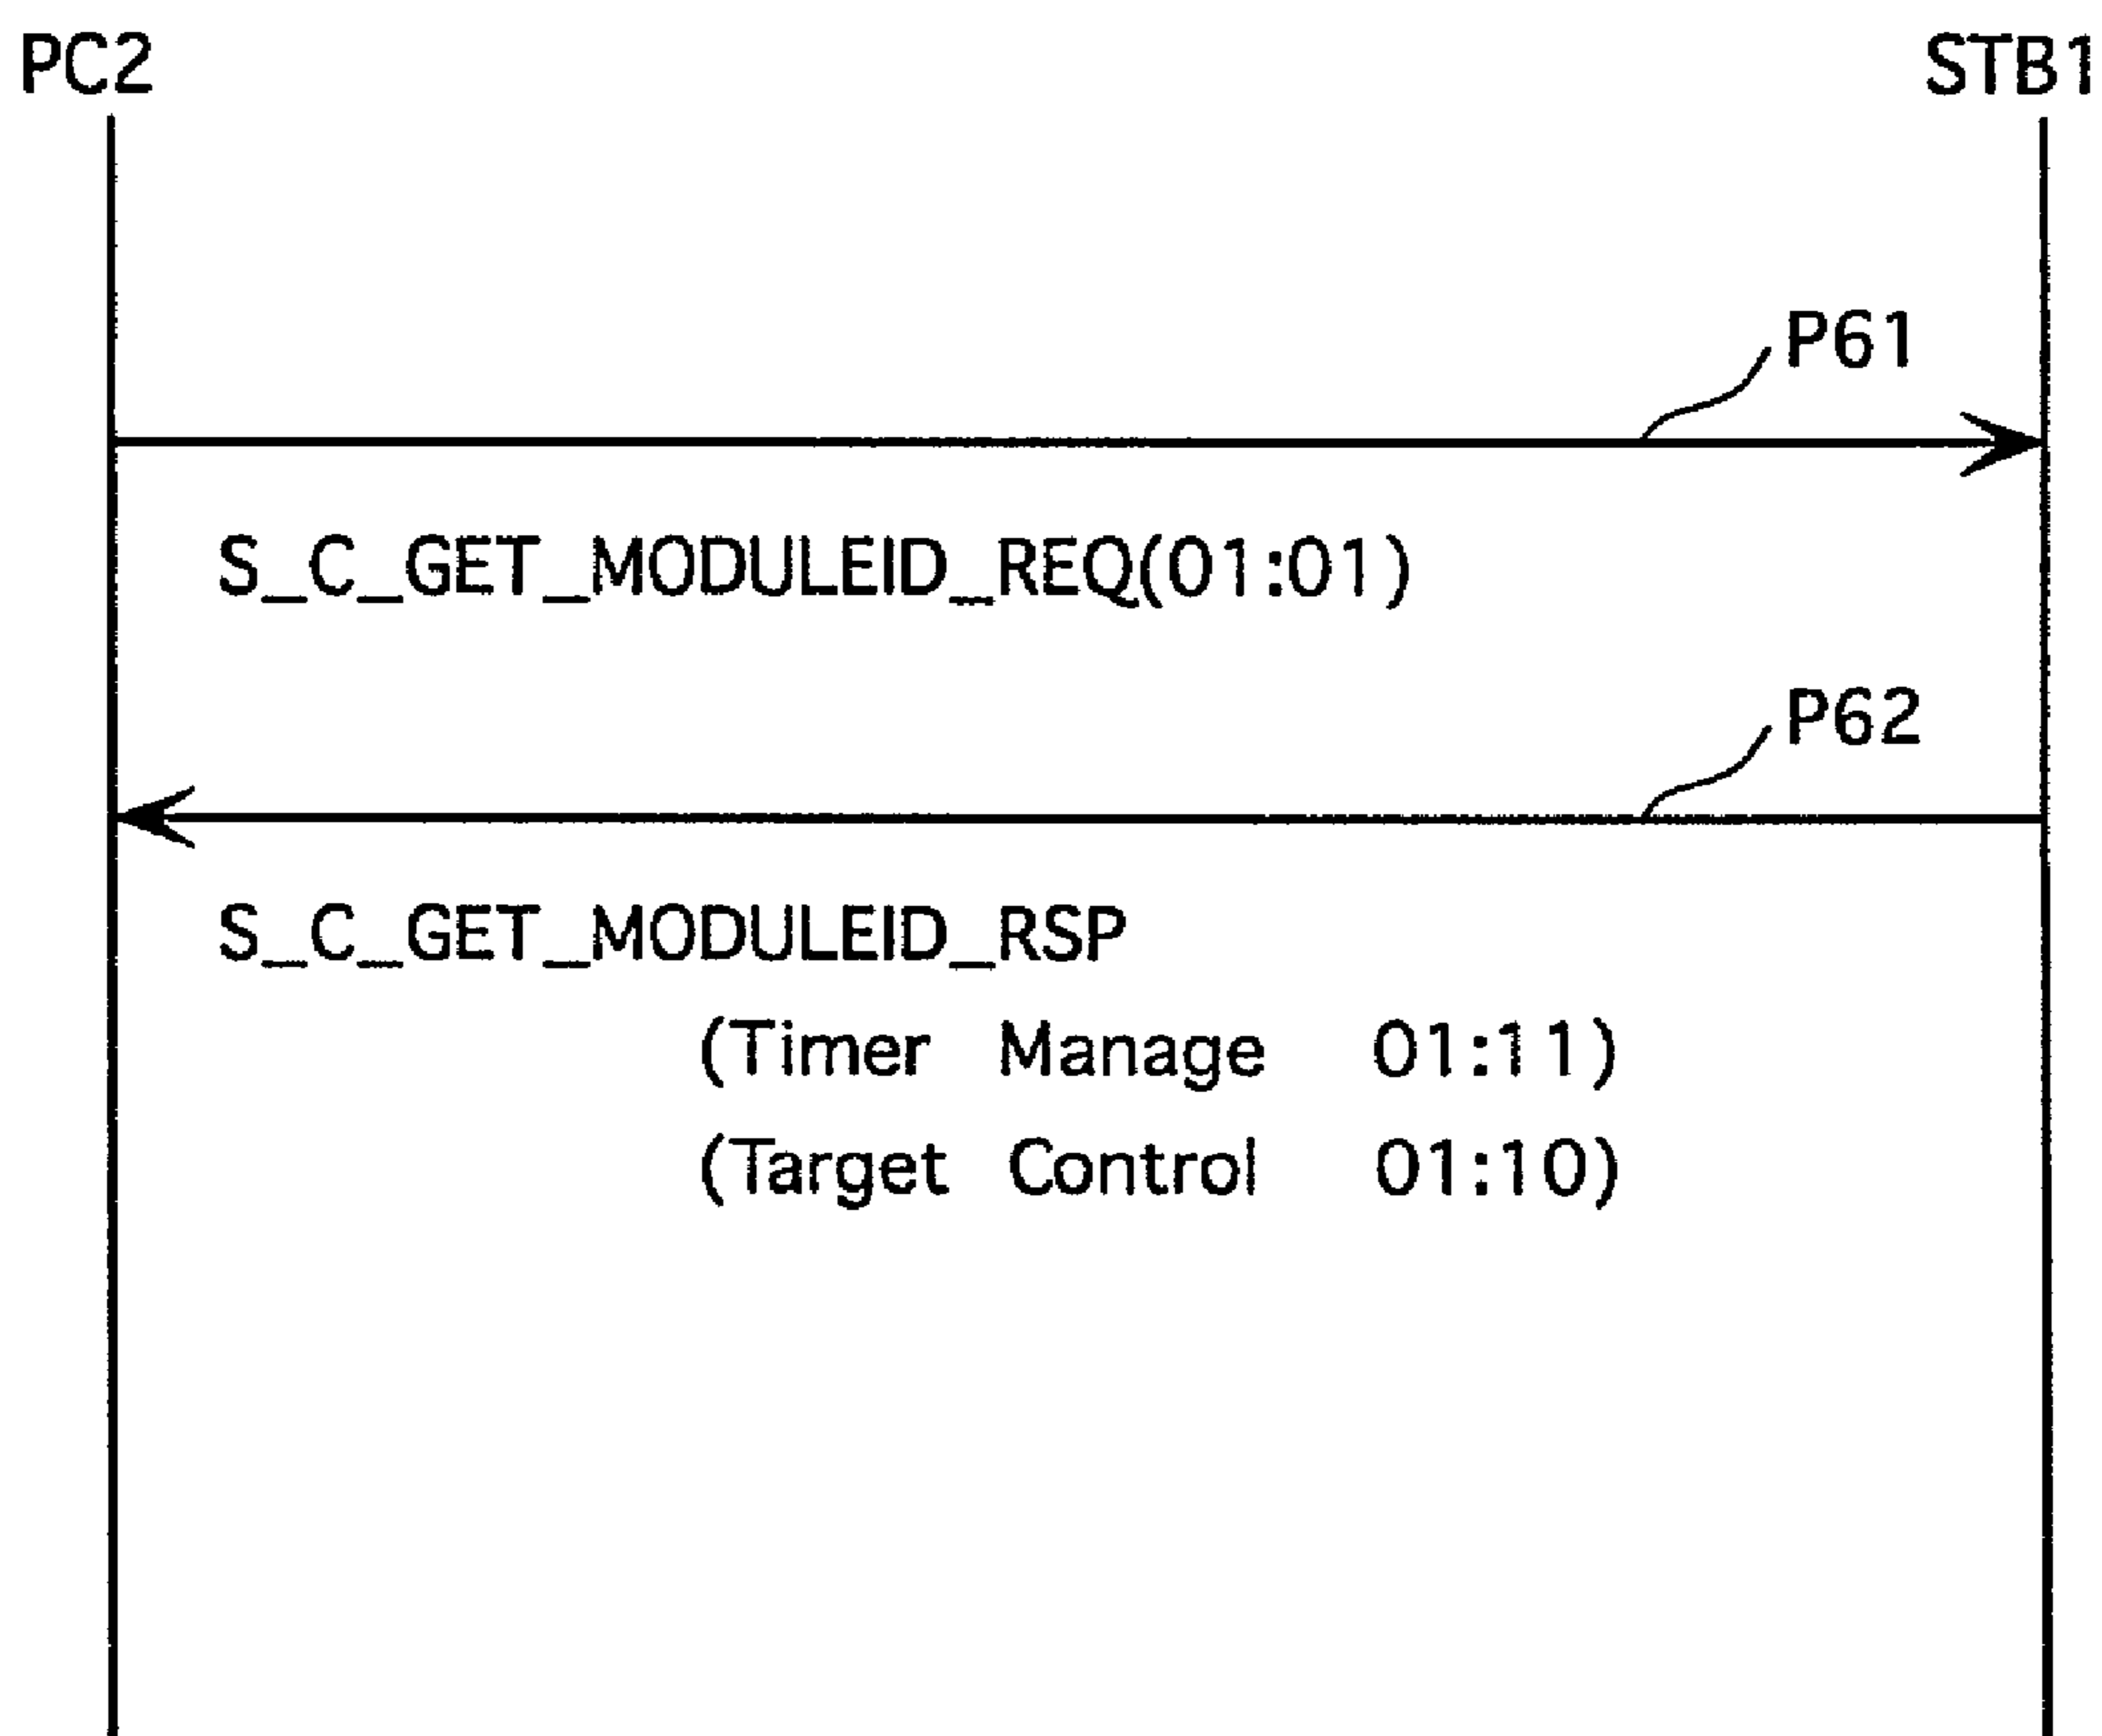 PC2 STB1
P61
S_C_GET_MODULEID_REQ(01:01)
P62
S_C_GET_MODULEID_RSP
(Timer Manage 01:11)
(Target Control 01:10)